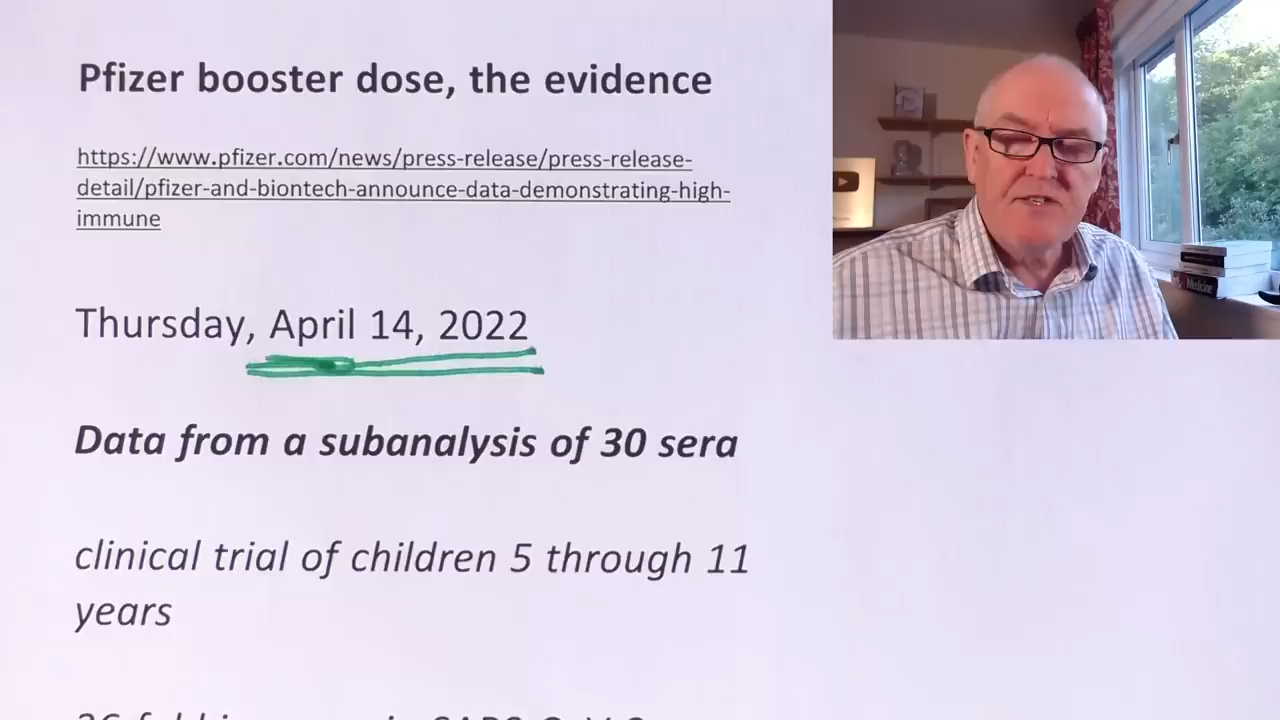 Pfizer booster dose, the evidence
https://www.pfizer.com/news/press-release/press-release-
detail/pfizer-and-biontech-announce-data-demonstrating-high-
immune
Thursday, April 14, 2022
Data from a subanalysis of 30 sera
clinical trial of children 5 through 11
years
Medicine